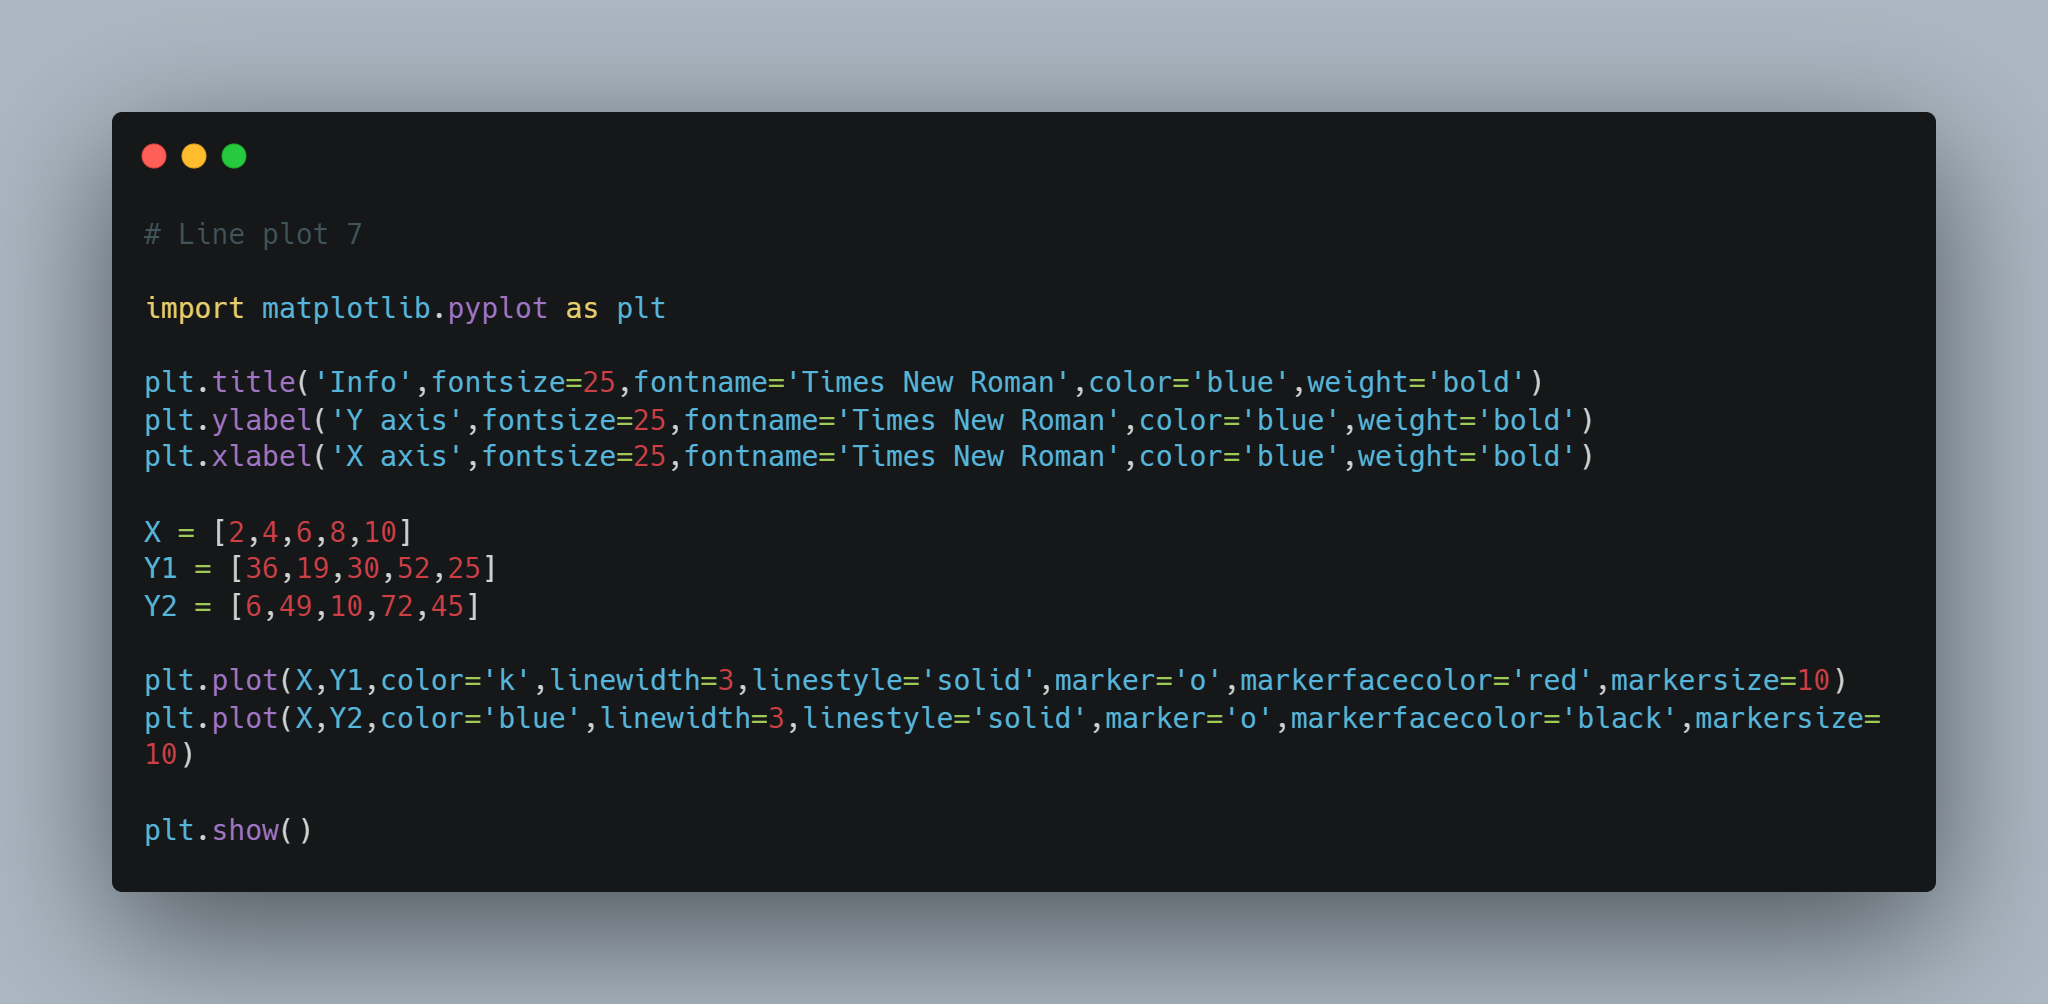 # Line plot 7
import matplotlib.pyplot as plt
plt.title('Info',fontsize=25,fontname='Times New Roman',color='blue',weight='bold')
plt.ylabel('Y axis',fontsize=25,fontname='Times New Roman',color='blue',weight='bold')
plt.xlabel('X axis',fontsize=25,fontname='Times New Roman',color='blue',weight='bold')
X = [2,4,6,8,10]
Y1 = [36,19,30,52,25]
Y2 = [6,49,10,72,45]
plt.plot(X,Y1,color='k',linewidth=3,linestyle='solid',marker='o',markerfacecolor='red',markersize=10)
plt.plot(X,Y2,color='blue',linewidth=3,linestyle='solid',marker='o',markerfacecolor='black',markersize=
10)
plt.show()